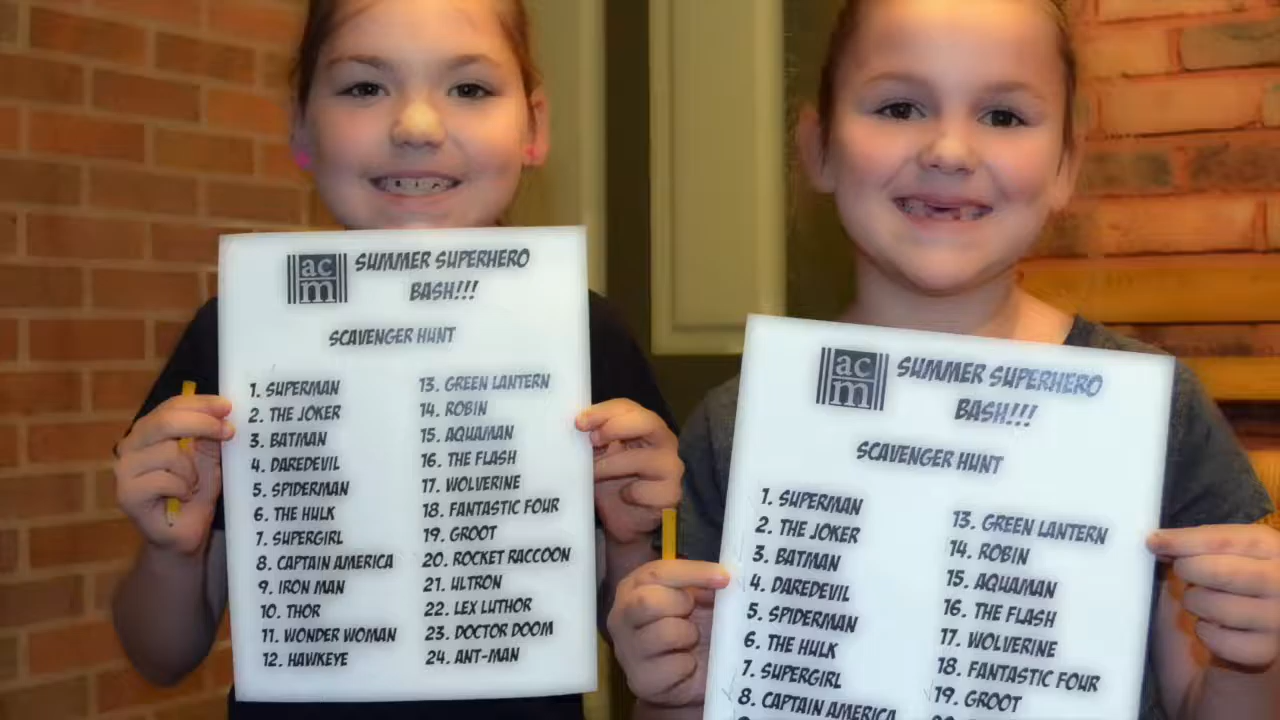 acm
SUMMER SUPERHERO
BASH!!!
SCAVENGER HUNT
1. SUPERMAN
2. THE JOKER
3. BATMAN
4. DAREDEVIL
5. SPIDERMAN
6. THE HULK
7. SUPERGIRL
8. CAPTAIN AMERICA
9. IRON MAN
10. THOR
11. WONDER WOMAN
12. HAWKEYE
13. GREEN LANTERN
14. ROBIN
15. AQUAMAN
16. THE FLASH
17. WOLVERINE
18. FANTASTIC FOUR
19. GROOT
20. ROCKET RACCOON
21. ULTRON
22. LEX LUTHOR
23. DOCTOR DOOM
24. ANT-MAN
acm
SUMMER SUPERHERO
BASH!!!
SCAVENGER HUNT
1. SUPERMAN
2. THE JOKER
3. BATMAN
4. DAREDEVIL
5. SPIDERMAN
6. THE HULK
7. SUPERGIRL
8. CAPTAIN AMERICA
13. GREEN LANTERN
14. ROBIN
15. AQUAMAN
16. THE FLASH
17. WOLVERINE
18. FANTASTIC FOUR
19. GROOT